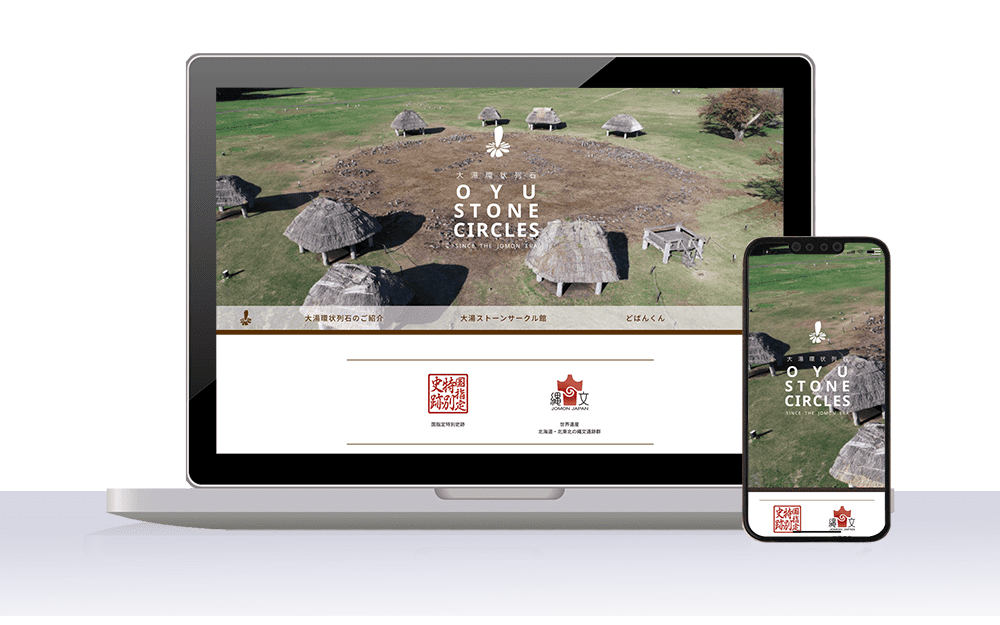 大湯環状列石
OYU
STONE
CIRCLES
SINCE THE JOMON ERA
大湯環状列石のご紹介
大湯ストーンサークル館
どばんくん
国指定
特別
史跡
縄文
JOMON JAPAN
国指定特別史跡
世界遺産
北海道・北東北の縄文遺跡群
大湯環状列石
OYU
STONE
CIRCLES
SINCE THE JOMON ERA
国指定
特別
史跡
縄文
JOMON JAPAN